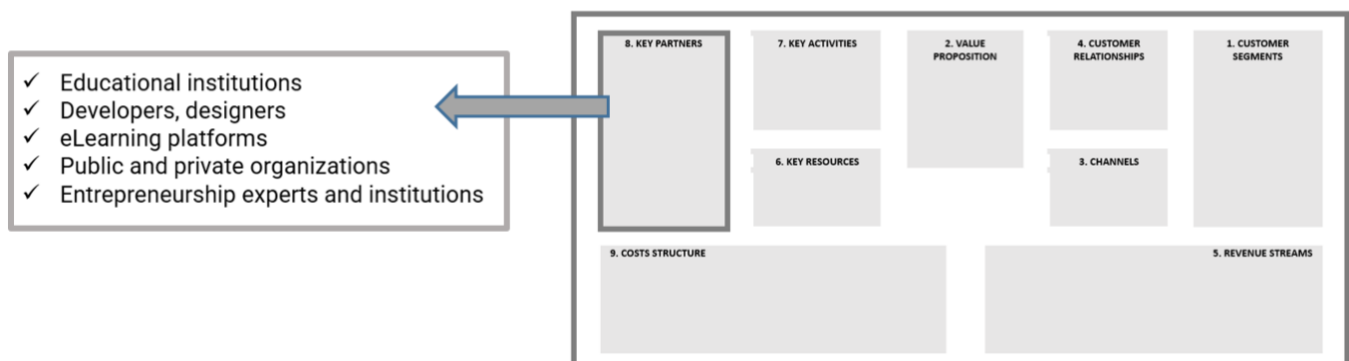 ✓ Educational institutions
✓ Developers, designers
✓ eLearning platforms
✓ Public and private organizations
✓ Entrepreneurship experts and institutions
8. KEY PARTNERS
7. KEY ACTIVITIES
2. VALUE
PROPOSITION
4. CUSTOMER
RELATIONSHIPS
1. CUSTOMER
SEGMENTS
6. KEY RESOURCES
3. CHANNELS
9. COSTS STRUCTURE
5. REVENUE STREAMS